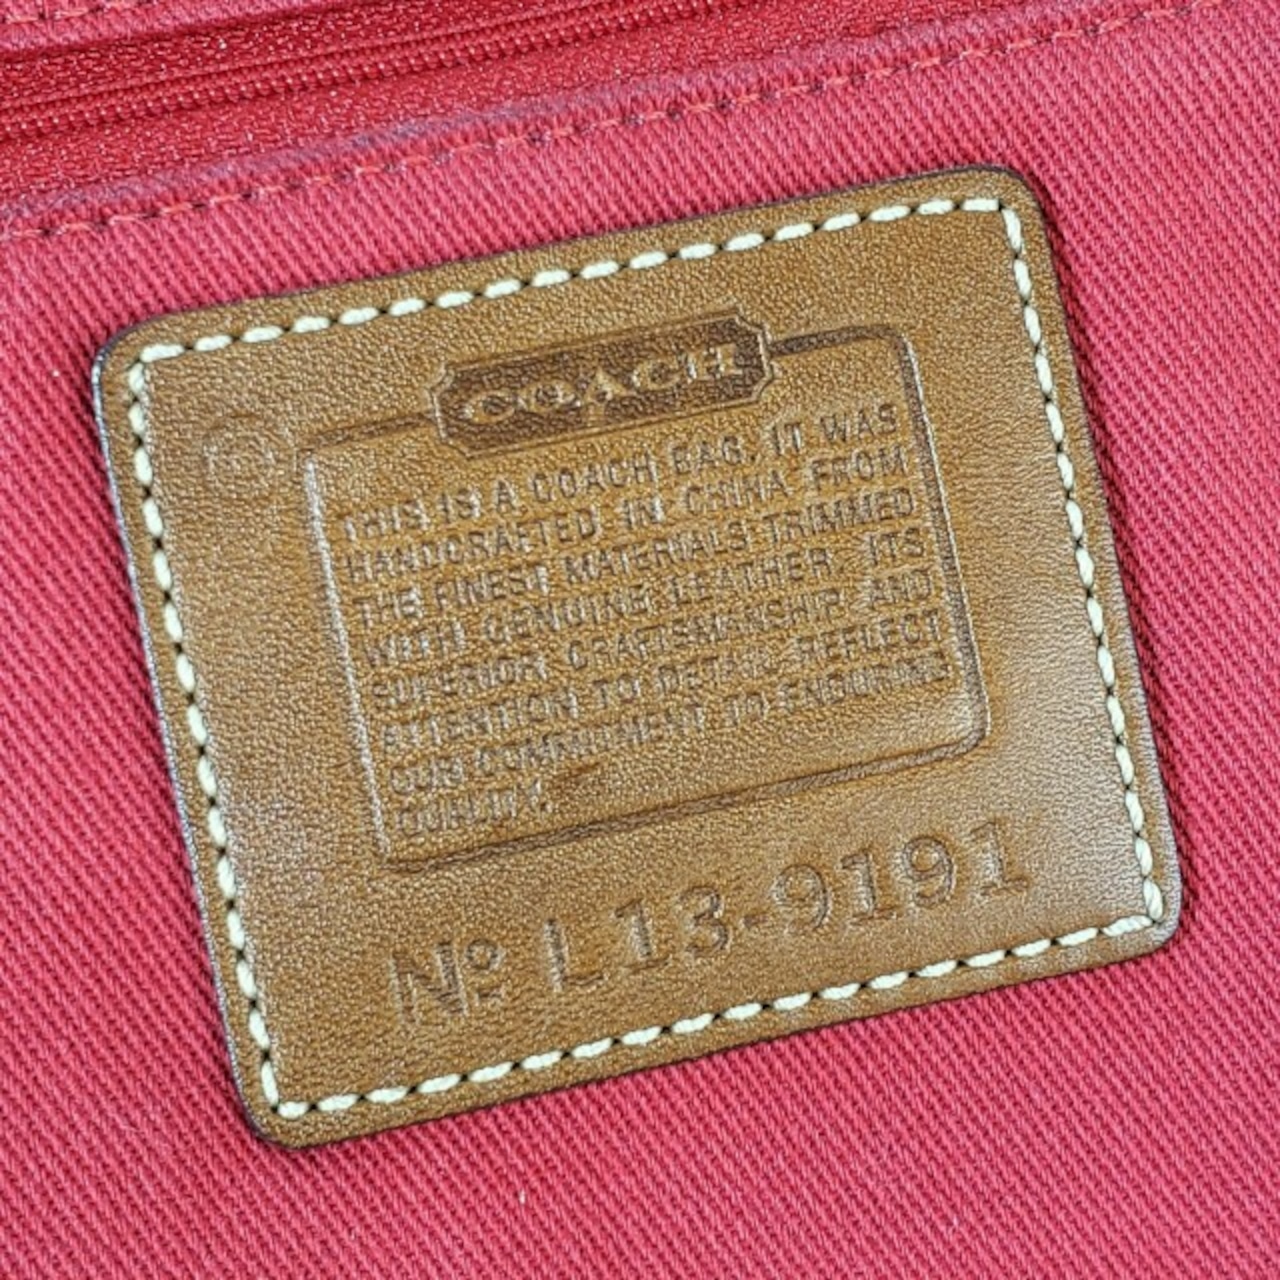 COACH
THIS IS A COACH BAG. IT WAS
HANDCRAFTED IN CHINA FROM
THE FINEST MATERIALS TRIMMED
WITH GENUINE LEATHER. ITS
SUPERIOR CRAFTSMANSHIP AND
ATTENTION TO DETAIL REFLECT
OUR COMMITMENT TO ENDURING
QUALITY.
Nº L13-9191